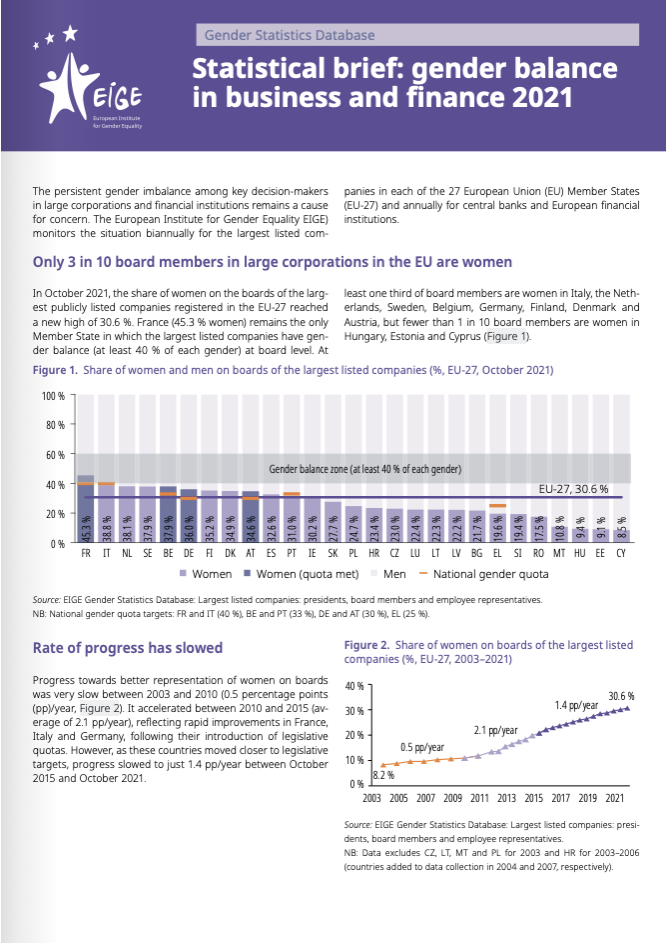 Gender Statistics Database
Statistical brief: gender balance
in business and finance 2021
EIGE
European Institute
for Gender Equality
The persistent gender imbalance among key decision-makers
in large corporations and financial institutions remains a cause
for concern. The European Institute for Gender Equality EIGE)
monitors the situation biannually for the largest listed com-
panies in each of the 27 European Union (EU) Member States
(EU-27) and annually for central banks and European financial
institutions.
Only 3 in 10 board members in large corporations in the EU are women
In October 2021, the share of women on the boards of the larg-
est publicly listed companies registered in the EU-27 reached
a new high of 30.6 %. France (45.3 % women) remains the only
Member State in which the largest listed companies have gen-
der balance (at least 40 % of each gender) at board level. At
least one third of board members are women in Italy, the Neth-
erlands, Sweden, Belgium, Germany, Finland, Denmark and
Austria, but fewer than 1 in 10 board members are women in
Hungary, Estonia and Cyprus (Figure 1).
Figure 1. Share of women and men on boards of the largest listed companies (%, EU-27, October 2021)
100 %
80 %
60 %
40 %
20 %
0 %
Gender balance zone (at least 40 % of each gender)
EU-27, 30.6 %
45.3 % 38.8 % 38.1 % 37.9 % 37.9 % 36.0 % 35.2 % 34.9 % 34.6 % 32.6 % 31.0 % 30.2 % 27.7 % 24.7 % 23.4 % 23.0 % 22.4 % 22.3 % 22.2 % 21.7 % 19.6 % 19.4 % 17.5 % 10.8 % 9.4 % 9.1 % 8.5 %
FR IT NL SE BE DE FI DK AT ES PT IE SK PL HR CZ LU LT LV BG EL SI RO MT HU EE CY
Women Women (quota met) Men National gender quota
Source: EIGE Gender Statistics Database: Largest listed companies: presidents, board members and employee representatives.
NB: National gender quota targets: FR and IT (40 %), BE and PT (33 %), DE and AT (30 %), EL (25 %).
Rate of progress has slowed
Progress towards better representation of women on boards
was very slow between 2003 and 2010 (0.5 percentage points
(pp)/year, Figure 2). It accelerated between 2010 and 2015 (av-
erage of 2.1 pp/year), reflecting rapid improvements in France,
Italy and Germany, following their introduction of legislative
quotas. However, as these countries moved closer to legislative
targets, progress slowed to just 1.4 pp/year between October
2015 and October 2021.
Figure 2. Share of women on boards of the largest listed
companies (%, EU-27, 2003–2021)
40 %
30 %
20 %
10 %
0 %
8.2 %
0.5 pp/year
2.1 pp/year
1.4 pp/year
30.6 %
2003 2005 2007 2009 2011 2013 2015 2017 2019 2021
Source: EIGE Gender Statistics Database: Largest listed companies: presi-
dents, board members and employee representatives.
NB: Data excludes CZ, LT, MT and PL for 2003 and HR for 2003–2006
(countries added to data collection in 2004 and 2007, respectively).